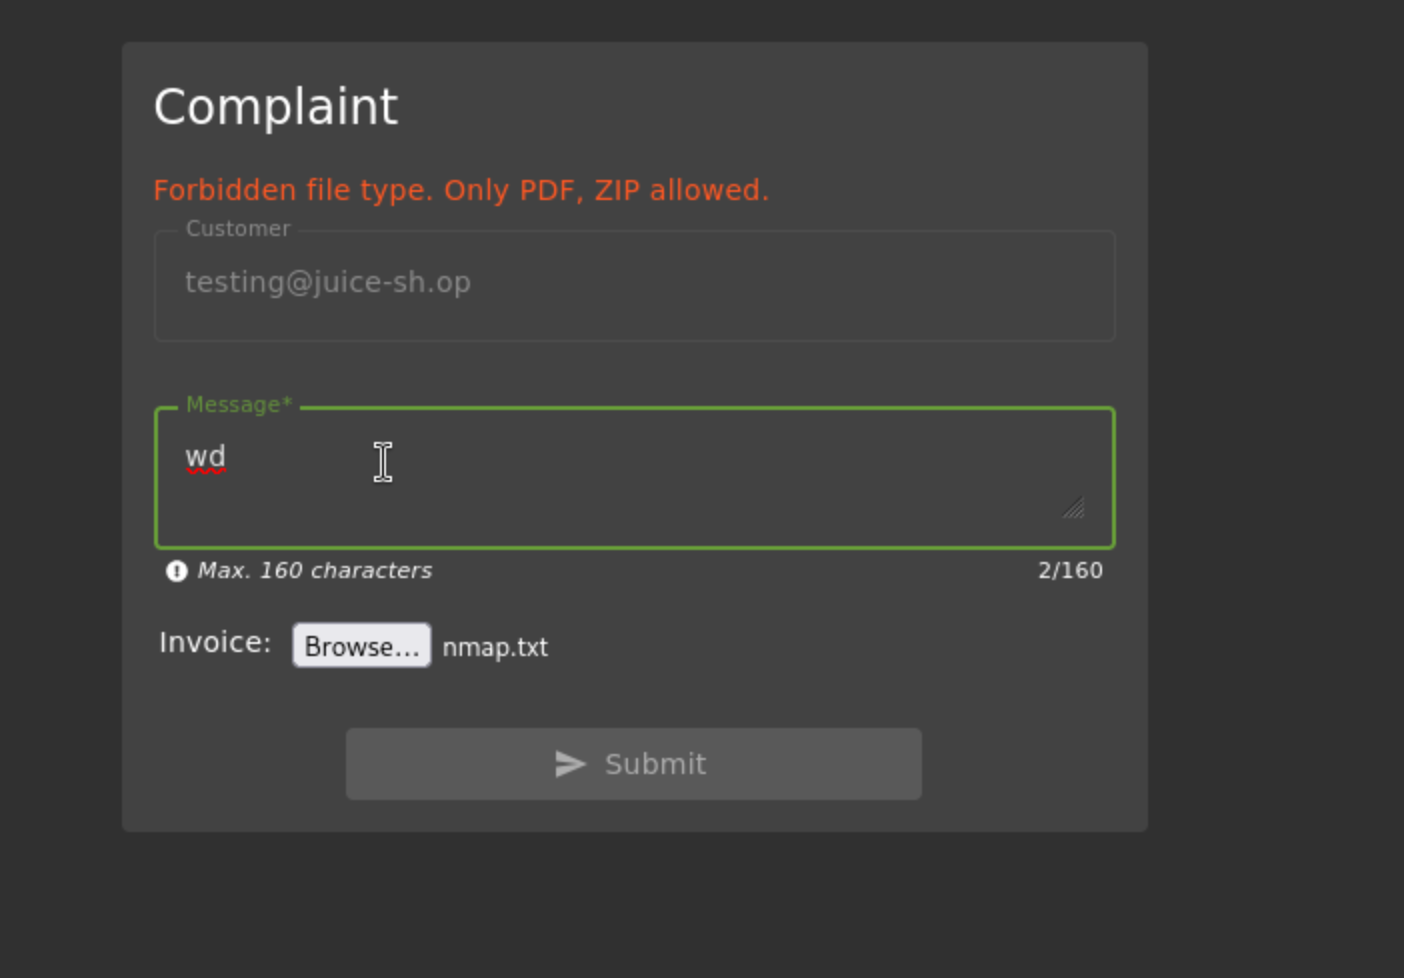 Complaint
Forbidden file type. Only PDF, ZIP allowed.
Customer
testing@juice-sh.op
Message*
wd
Max. 160 characters 2/160
Invoice: Browse... nmap.txt
Submit